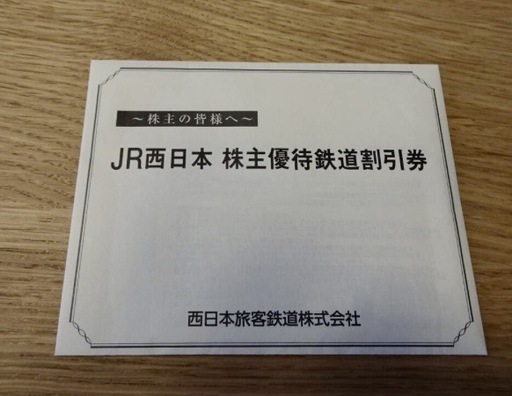 ～株主の皆様へ～
JR西日本 株主優待鉄道割引券
西日本旅客鉄道株式会社